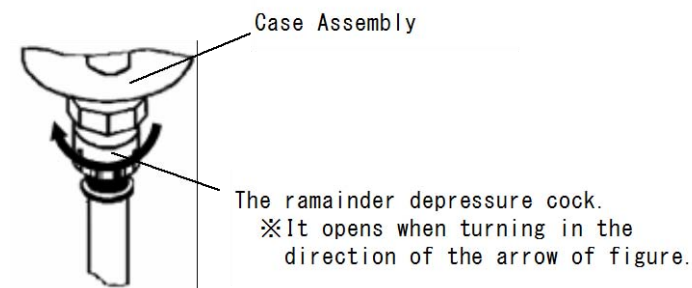 Case Assembly
The ramainder depressure cock.
※It opens when turning in the
direction of the arrow of figure.